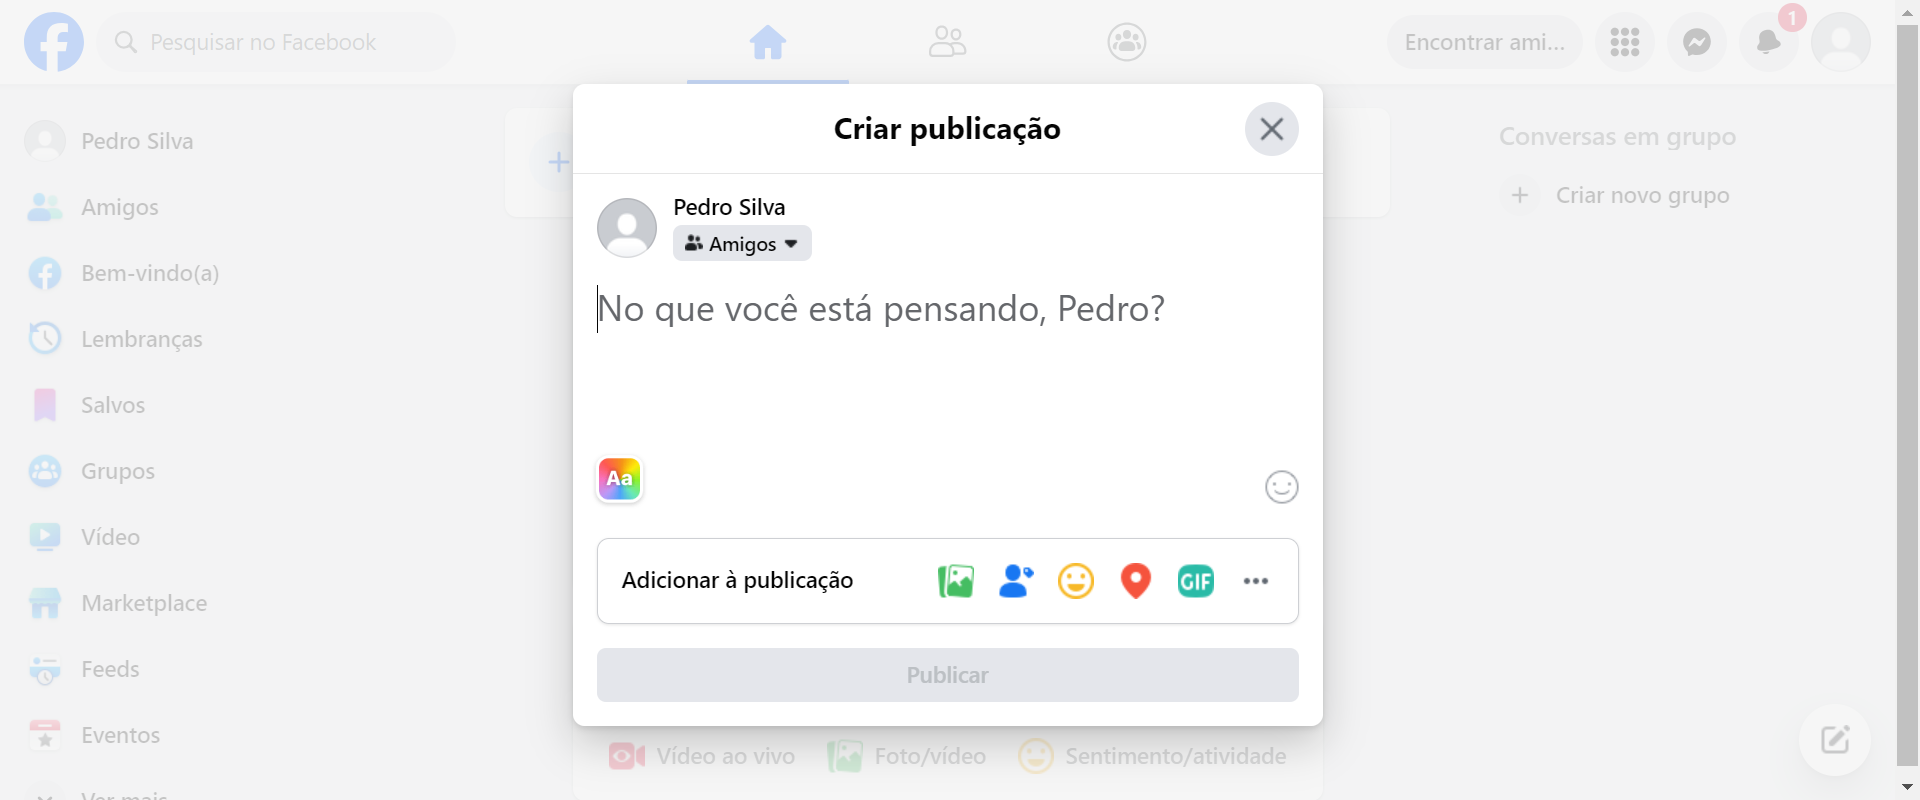 Pesquisar no Facebook
Encontrar ami...
1
Pedro Silva
Amigos
Bem-vindo(a)
Lembranças
Salvos
Grupos
Vídeo
Marketplace
Feeds
Eventos
Ver mais
Criar publicação
Pedro Silva
Amigos
No que você está pensando, Pedro?
Aa
Adicionar à publicação
GIF
Publicar
Vídeo ao vivo
Foto/vídeo
Sentimento/atividade
Conversas em grupo
Criar novo grupo